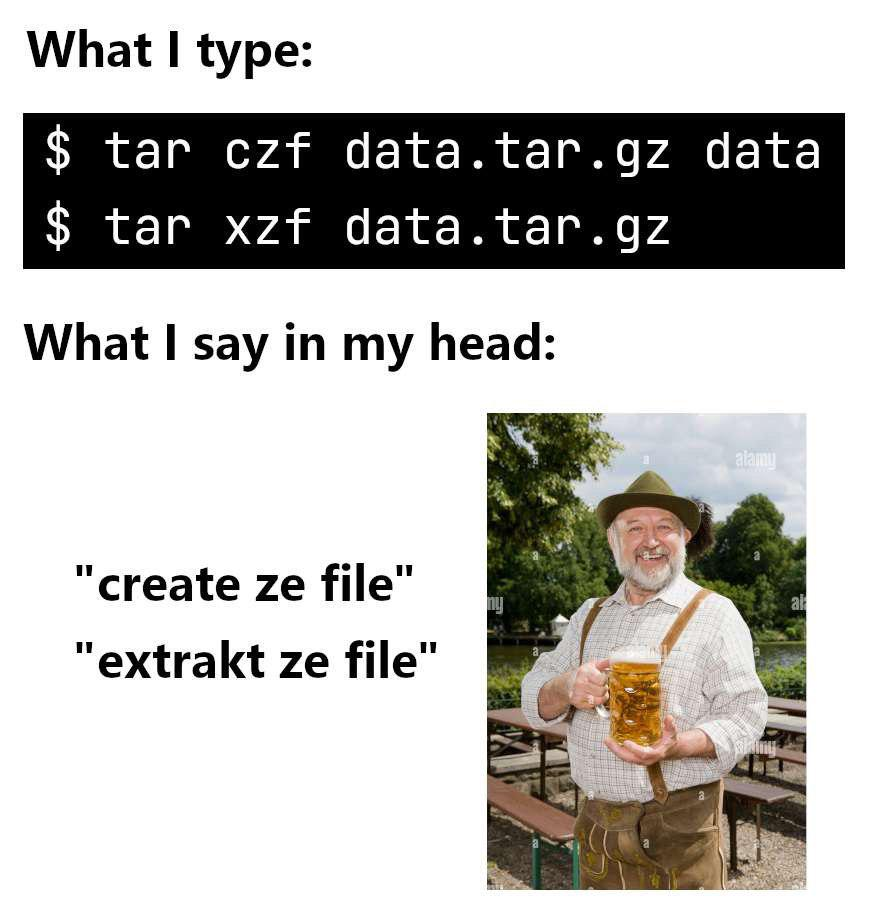 What I type:
$ tar czf data.tar.gz data
$ tar xzf data.tar.gz
What I say in my head:
alamy
"create ze file"
"extrakt ze file"
alamy